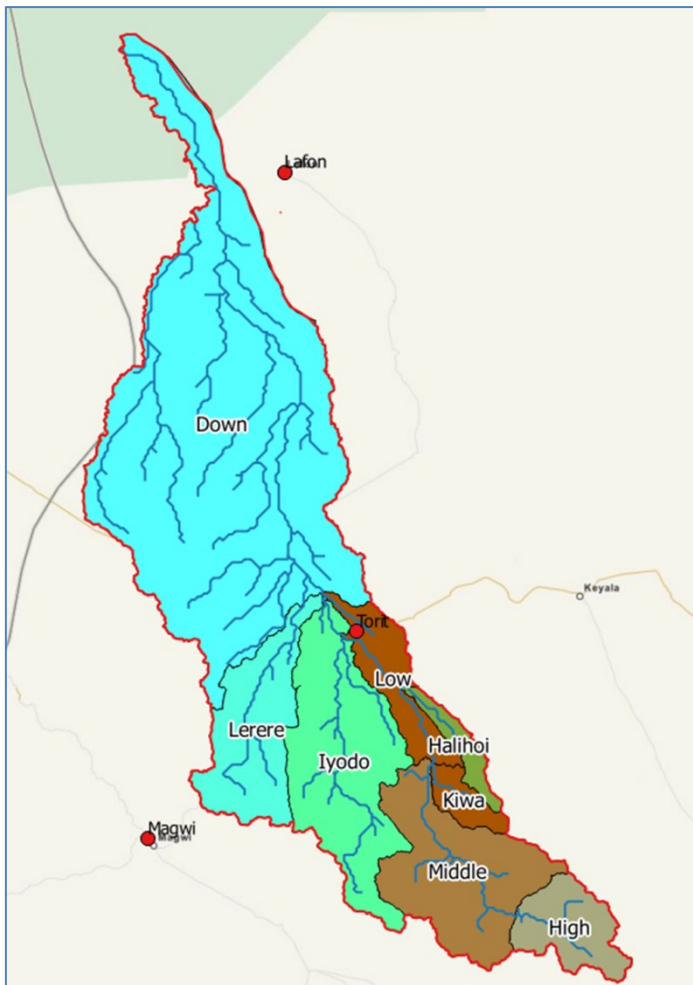 Lafon
Down
Keyala
Torit
Low
Lerere
Halihoi
Iyodo
Kiwa
Magwi
Magwi
Middle
High